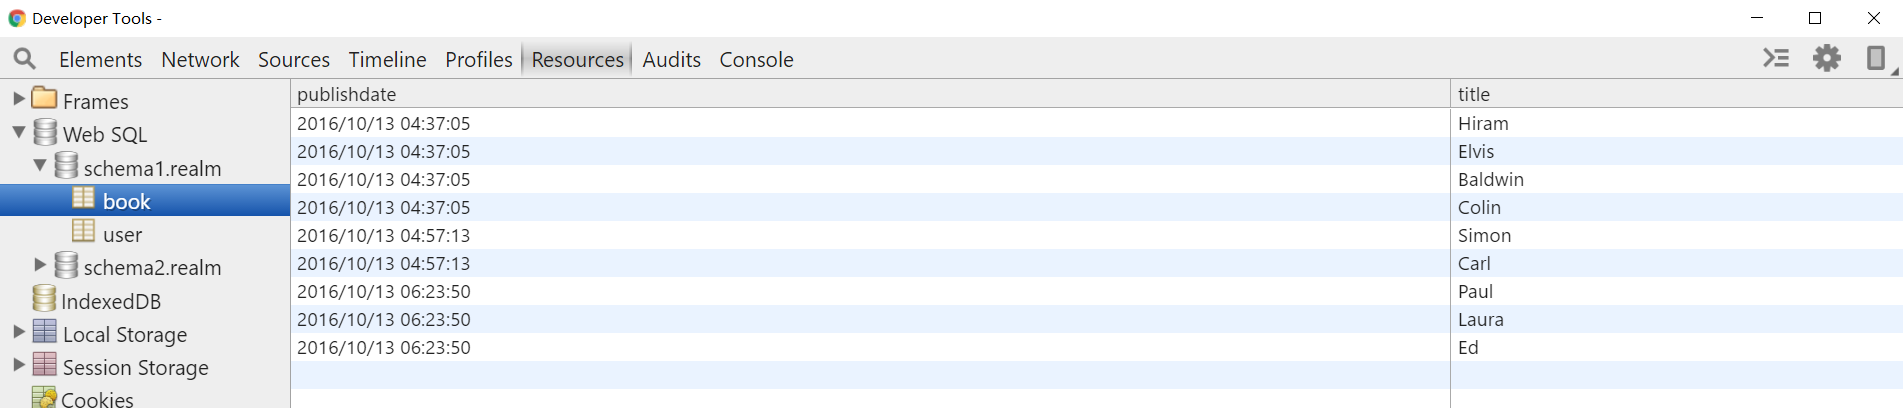 Developer Tools -
Elements Network Sources Timeline Profiles Resources Audits Console
Frames
Web SQL
schema1.realm
book
user
schema2.realm
IndexedDB
Local Storage
Session Storage
Cookies
publishdate title
2016/10/13 04:37:05 Hiram
2016/10/13 04:37:05 Elvis
2016/10/13 04:37:05 Baldwin
2016/10/13 04:37:05 Colin
2016/10/13 04:57:13 Simon
2016/10/13 04:57:13 Carl
2016/10/13 06:23:50 Paul
2016/10/13 06:23:50 Laura
2016/10/13 06:23:50 Ed